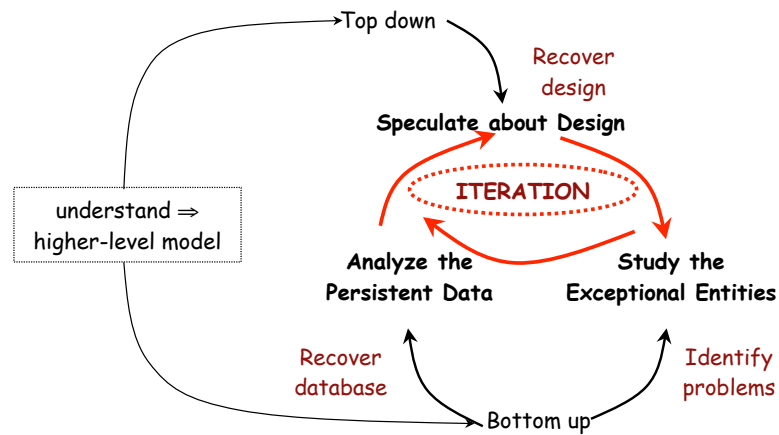 Top down
Recover
design
Speculate about Design
ITERATION
understand ⇒
higher-level model
Analyze the
Persistent Data
Study the
Exceptional Entities
Recover
database
Identify
problems
Bottom up